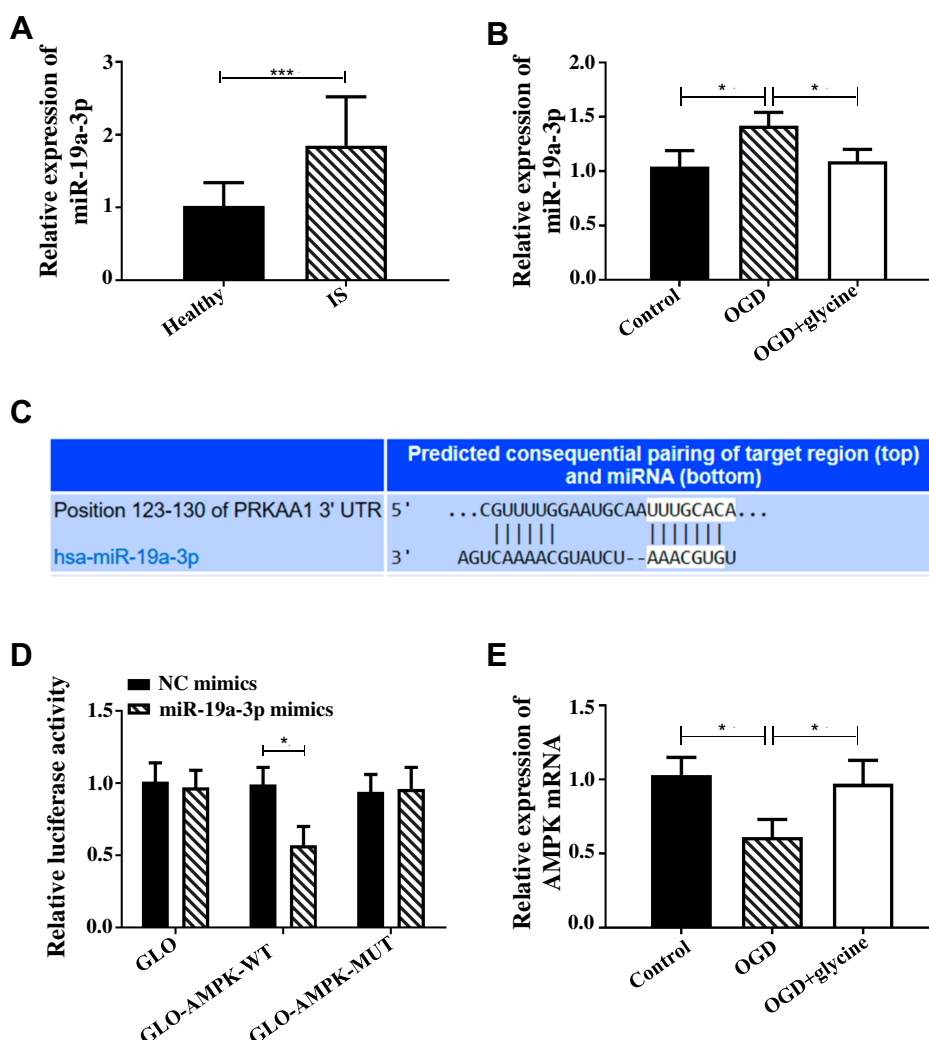 A
Relative expression of
miR-19a-3p
3
2
1
0
***
Healthy
IS
B
Relative expression of
miR-19a-3p
2.0
1.5
1.0
0.5
0.0
*
*
Control
OGD
OGD+glycine
C
Predicted consequential pairing of target region (top)
and miRNA (bottom)
Position 123-130 of PRKAA1 3' UTR 5' ...CGUUUUGGAAUGCAAUUUGCACA...
|||||| |||||||
hsa-miR-19a-3p 3' AGUCAAAACGUAUCU--AAACGUGU
D
Relative luciferase activity
NC mimics
miR-19a-3p mimics
1.5
1.0
0.5
0.0
*
GLO
GLO-AMPK-WT
GLO-AMPK-MUT
E
Relative expression of
AMPK mRNA
1.5
1.0
0.5
0.0
*
*
Control
OGD
OGD+glycine